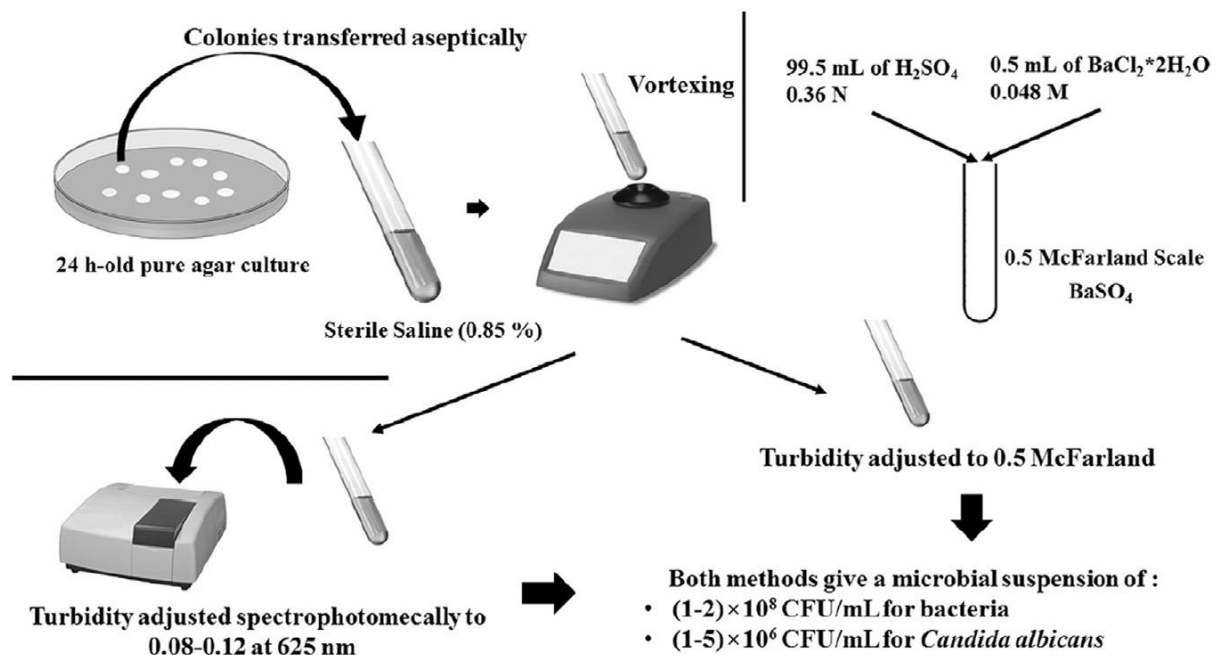 Colonies transferred aseptically
24 h-old pure agar culture
Sterile Saline (0.85 %)
Vortexing
99.5 mL of H₂SO₄
0.36 N
0.5 mL of BaCl₂*2H₂O
0.048 M
0.5 McFarland Scale
BaSO₄
Turbidity adjusted to 0.5 McFarland
Turbidity adjusted spectrophotomecally to
0.08-0.12 at 625 nm
Both methods give a microbial suspension of :
• (1-2)×10⁸ CFU/mL for bacteria
• (1-5)×10⁶ CFU/mL for Candida albicans